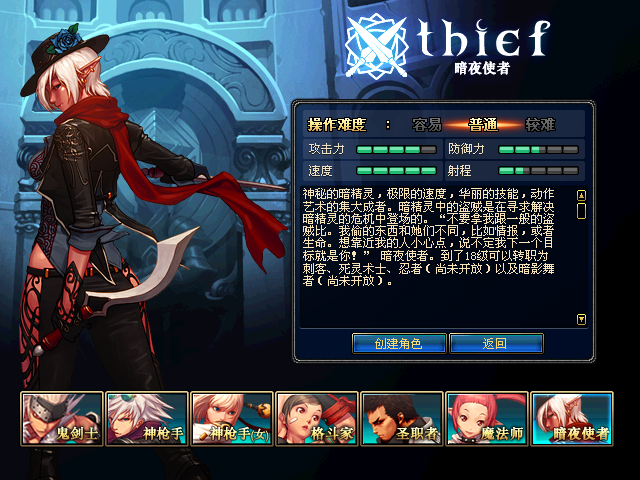 thief
暗夜使者
操作难度 : 容易 普通 较难
攻击力 防御力
速度 射程
神秘的暗精灵，极限的速度，华丽的技能，动作
艺术的集大成者。暗精灵中的盗贼是在寻求解决
暗精灵的危机中登场的。“不要拿我跟一般的盗
贼比。我偷的东西和她们不同，比如情报，或者
生命。想靠近我的人小心点，说不定我下一个目
标就是你！” 暗夜使者。到了18级可以转职为
刺客、死灵术士、忍者（尚未开放）以及暗影舞
者（尚未开放）。
创建角色 返回
鬼剑士 神枪手 神枪手(女) 格斗家 圣职者 魔法师 暗夜使者